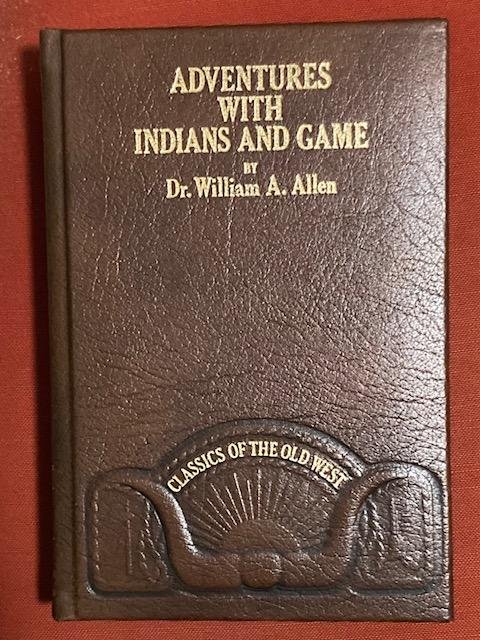 ADVENTURES
WITH
INDIANS AND GAME
BY
Dr. William A. Allen
CLASSICS OF THE OLD WEST